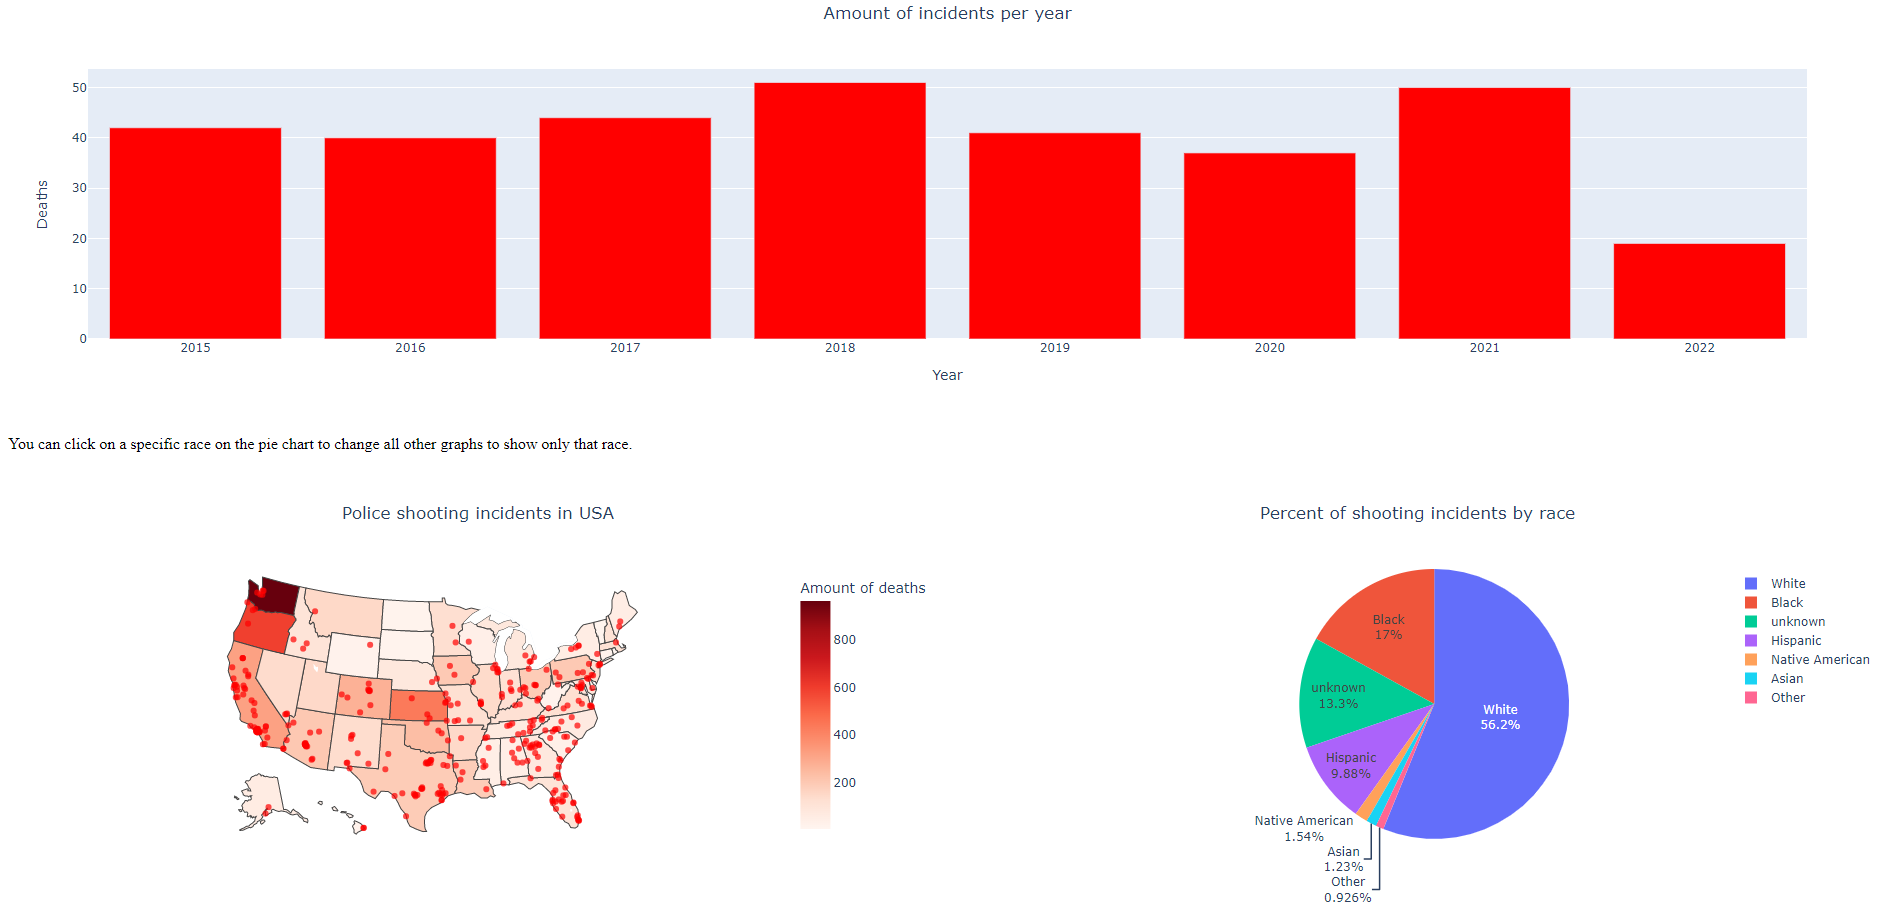 Amount of incidents per year
Deaths
50
40
30
20
10
0
2015 2016 2017 2018 2019 2020 2021 2022
Year
You can click on a specific race on the pie chart to change all other graphs to show only that race.
Police shooting incidents in USA
Amount of deaths
800
600
400
200
Percent of shooting incidents by race
White
56.2%
Black
17%
unknown
13.3%
Hispanic
9.88%
Native American
1.54%
Asian
1.23%
Other
0.926%
White
Black
unknown
Hispanic
Native American
Asian
Other